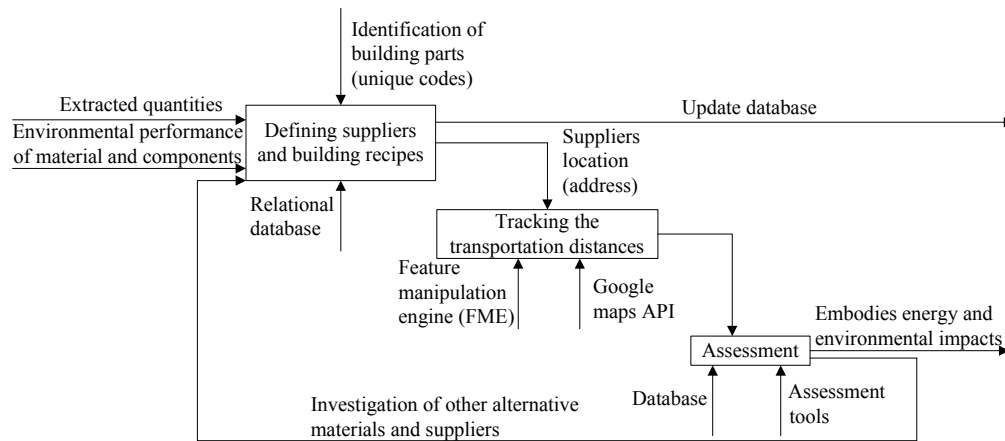 Identification of
building parts
(unique codes)
Extracted quantities
Environmental performance
of material and components
Defining suppliers
and building recipes
Update database
Suppliers
location
(address)
Relational
database
Tracking the
transportation distances
Feature
manipulation
engine (FME)
Google
maps API
Embodies energy and
environmental impacts
Assessment
Database
Assessment
tools
Investigation of other alternative
materials and suppliers